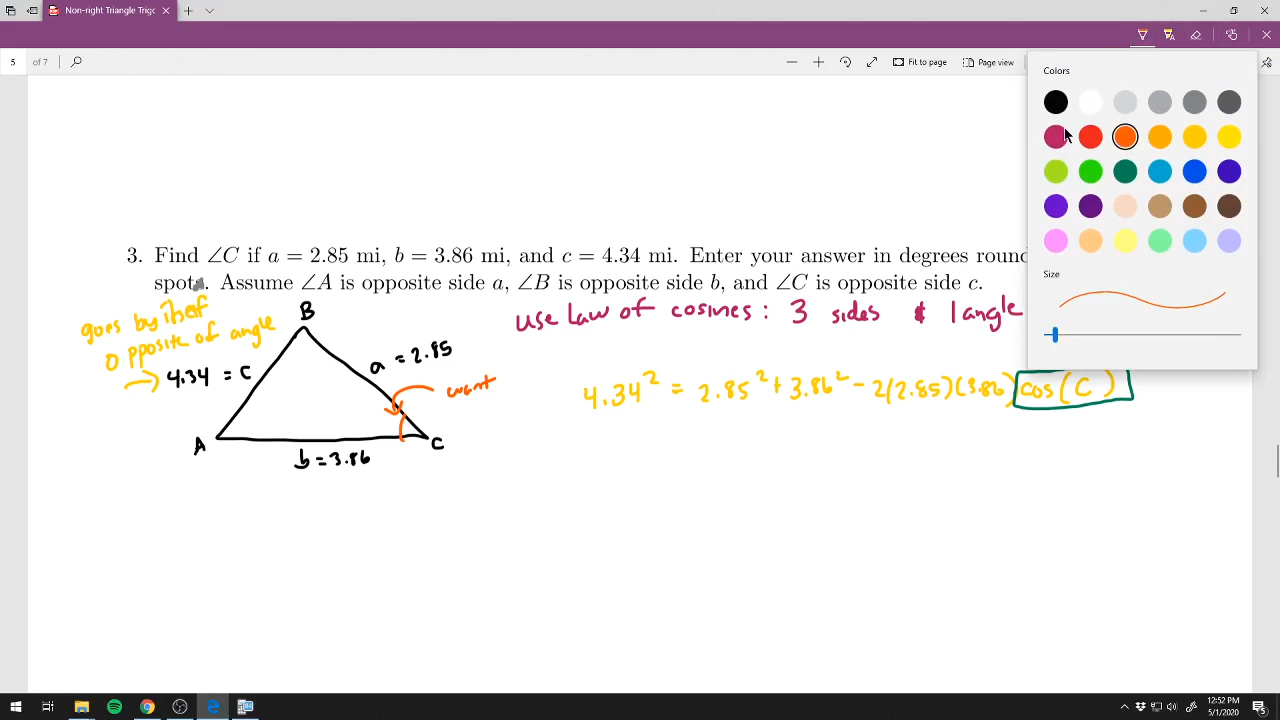 Non-right Triangle Trig
5 of 7
Fit to page
Page view
Colors
Size
3. Find ∠C if a = 2.85 mi, b = 3.86 mi, and c = 4.34 mi. Enter your answer in degrees round
spots. Assume ∠A is opposite side a, ∠B is opposite side b, and ∠C is opposite side c.
goes by itself
opposite of angle
4.34 = C
B
a = 2.85
want
A
C
b = 3.86
use Law of cosines: 3 sides & 1 angle
4.34² = 2.85² + 3.86² - 2(2.85)(3.86) cos(C)
12:52 PM
5/1/2020